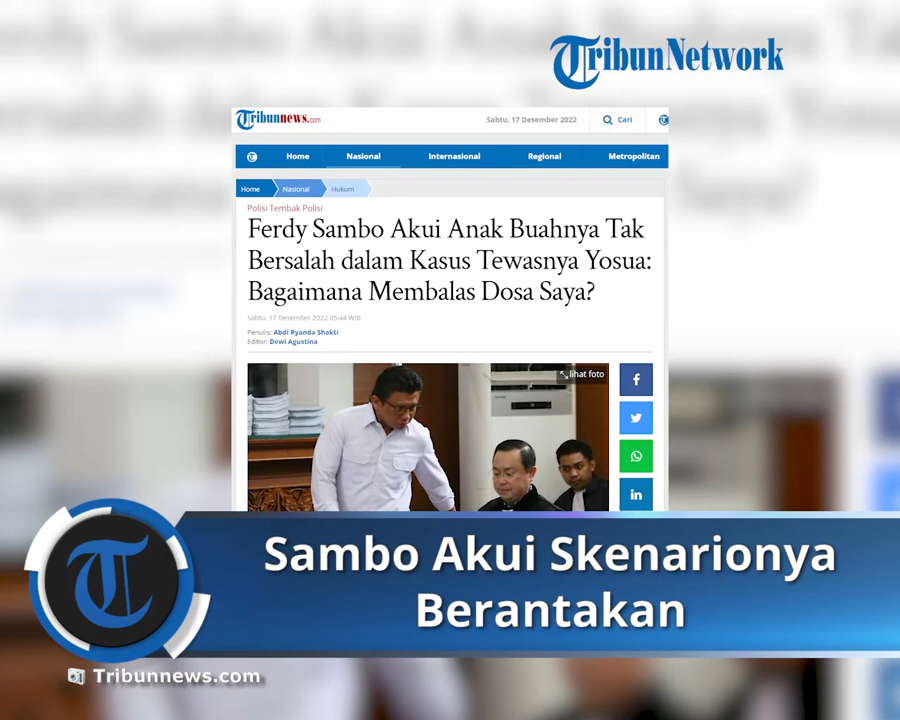 TribunNetwork
Tribunnews.com
Sabtu, 17 Desember 2022
Cari
Home
Nasional
Internasional
Regional
Metropolitan
Home
Nasional
Hukum
Polisi Tembak Polisi
Ferdy Sambo Akui Anak Buahnya Tak
Bersalah dalam Kasus Tewasnya Yosua:
Bagaimana Membalas Dosa Saya?
Sabtu, 17 Desember 2022 05:44 WIB
Penulis: Abdi Ryanda Shakti
Editor: Dewi Agustina
lihat foto
Sambo Akui Skenarionya
Berantakan
Tribunnews.com